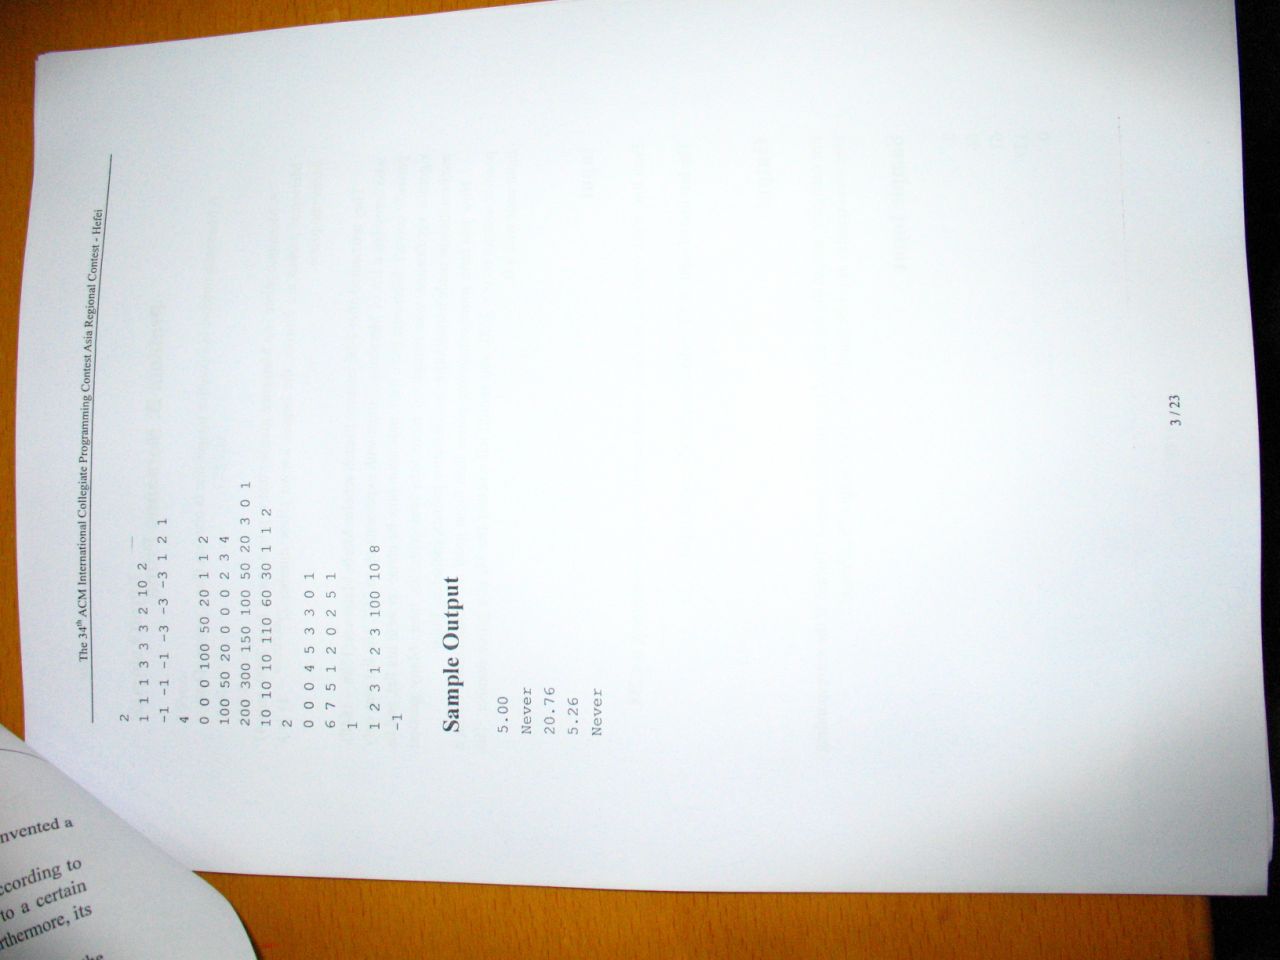 The 34th ACM International Collegiate Programming Contest Asia Regional Contest - Hefei
2
1 1 1 3 3 3 2 10 2
-1 -1 -1 -3 -3 -3 1 2 1
4
0 0 0 100 50 20 1 1 2
100 50 20 0 0 0 2 3 4
200 300 150 100 50 20 3 0 1
10 10 10 110 60 30 1 1 2
2
0 0 0 4 5 3 3 0 1
6 7 5 1 2 0 2 5 1
1
1 2 3 1 2 3 100 10 8
-1
Sample Output
5.00
Never
20.76
5.26
Never
3 / 23
nvented a
ccording to
to a certain
rthermore, its
the